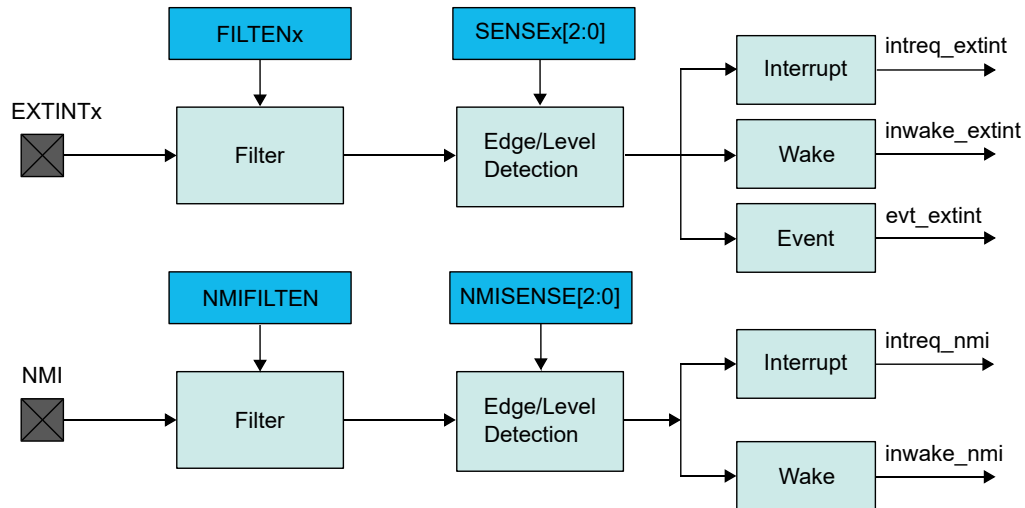 FILTENx
SENSEx[2:0]
intreq_extint
Interrupt
EXTINTx
inwake_extint
Filter
Edge/Level
Detection
Wake
evt_extint
Event
NMIFILTEN
NMISENSE[2:0]
intreq_nmi
Interrupt
NMI
Filter
Edge/Level
Detection
inwake_nmi
Wake